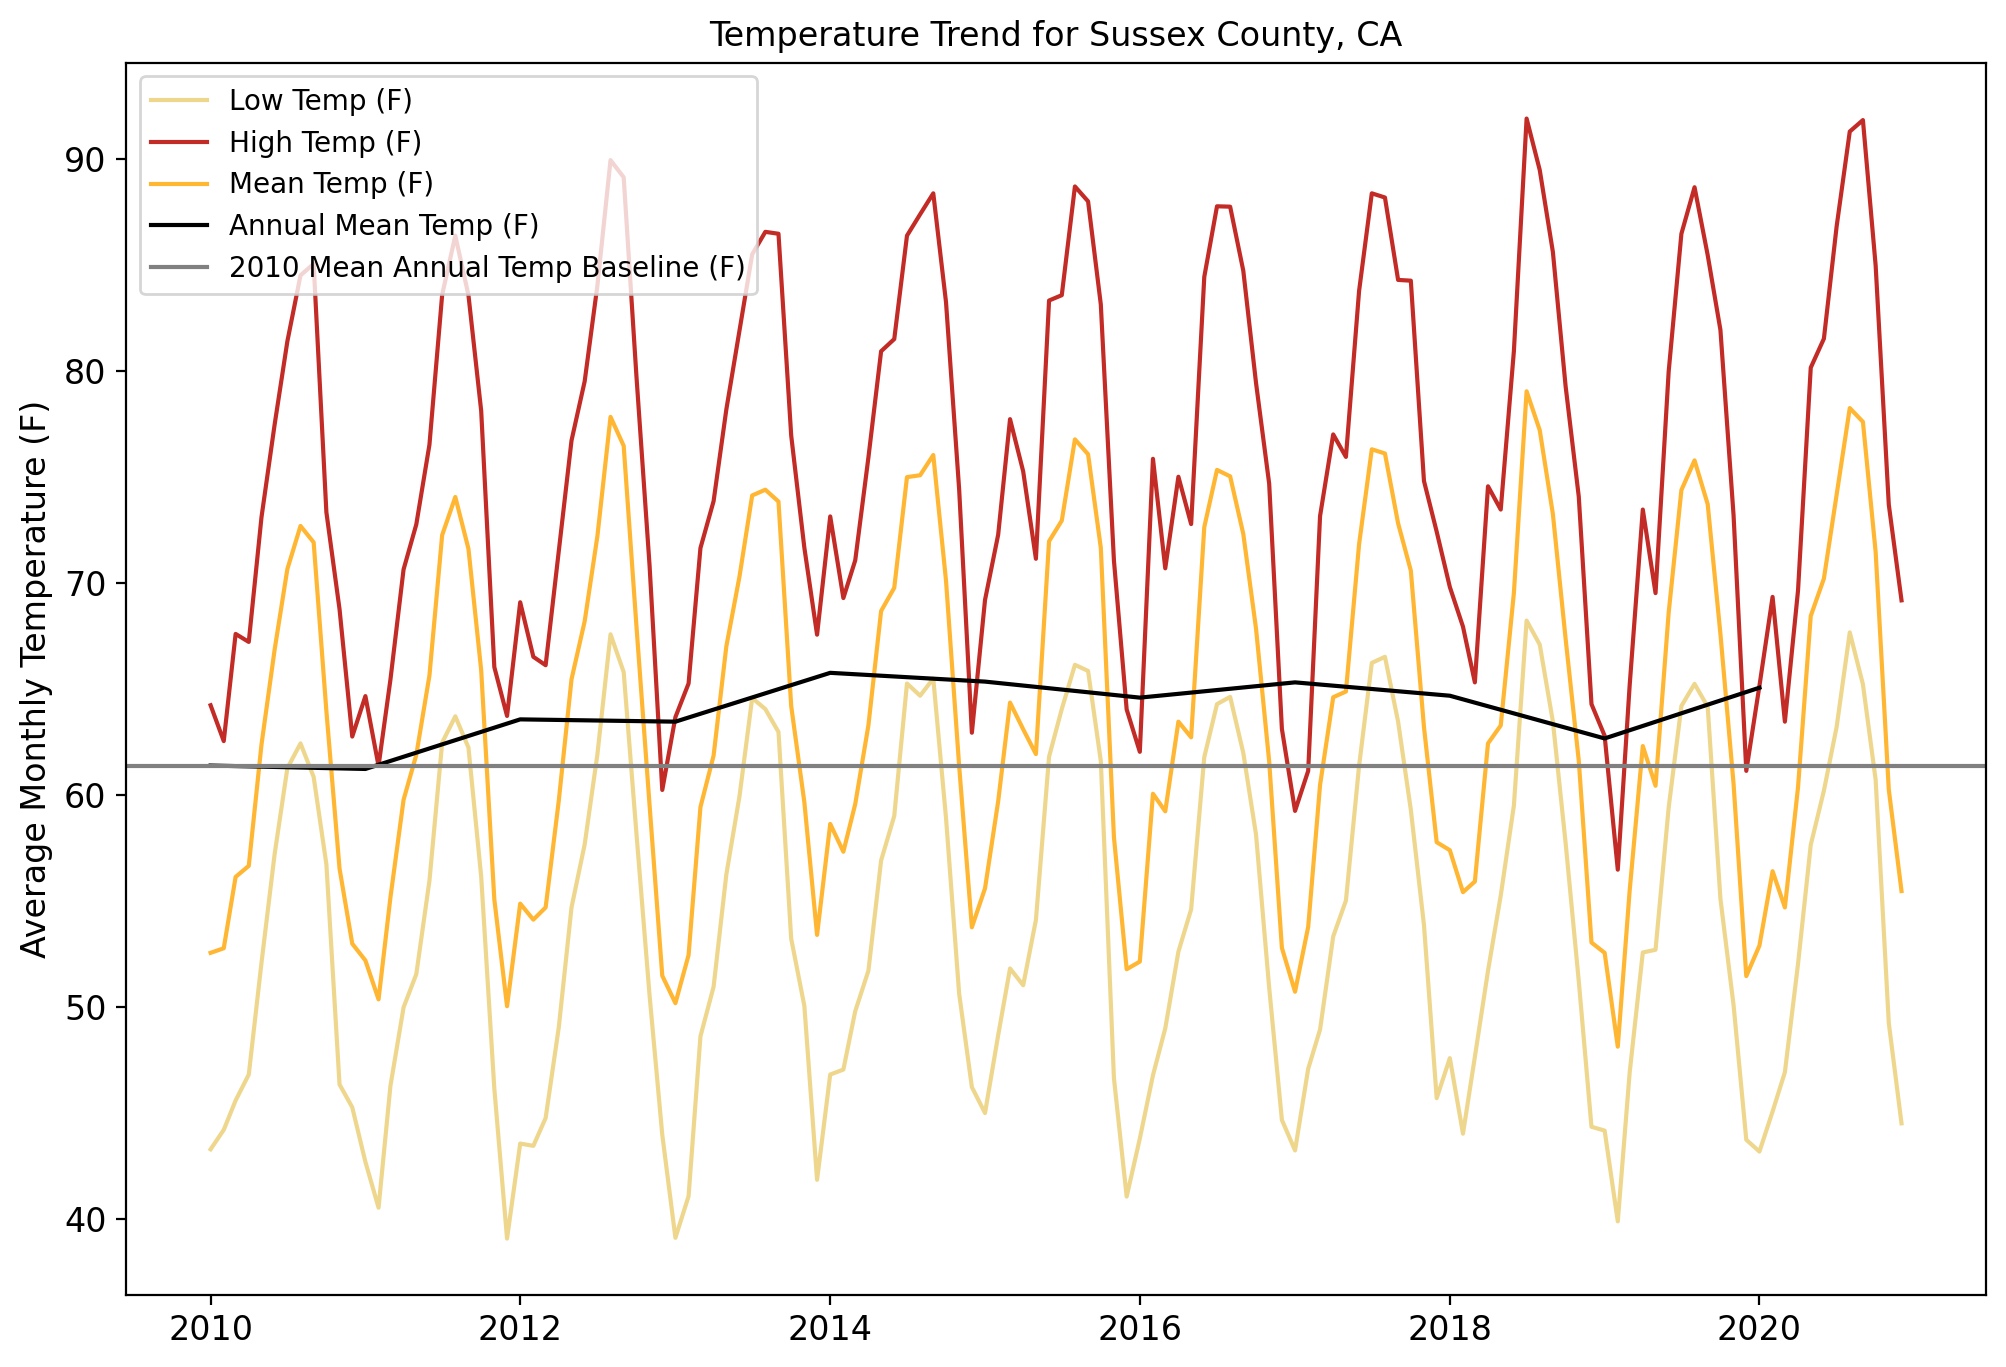 Temperature Trend for Sussex County, CA
Low Temp (F)
High Temp (F)
Mean Temp (F)
Annual Mean Temp (F)
2010 Mean Annual Temp Baseline (F)
Average Monthly Temperature (F)
90
80
70
60
50
40
2010 2012 2014 2016 2018 2020